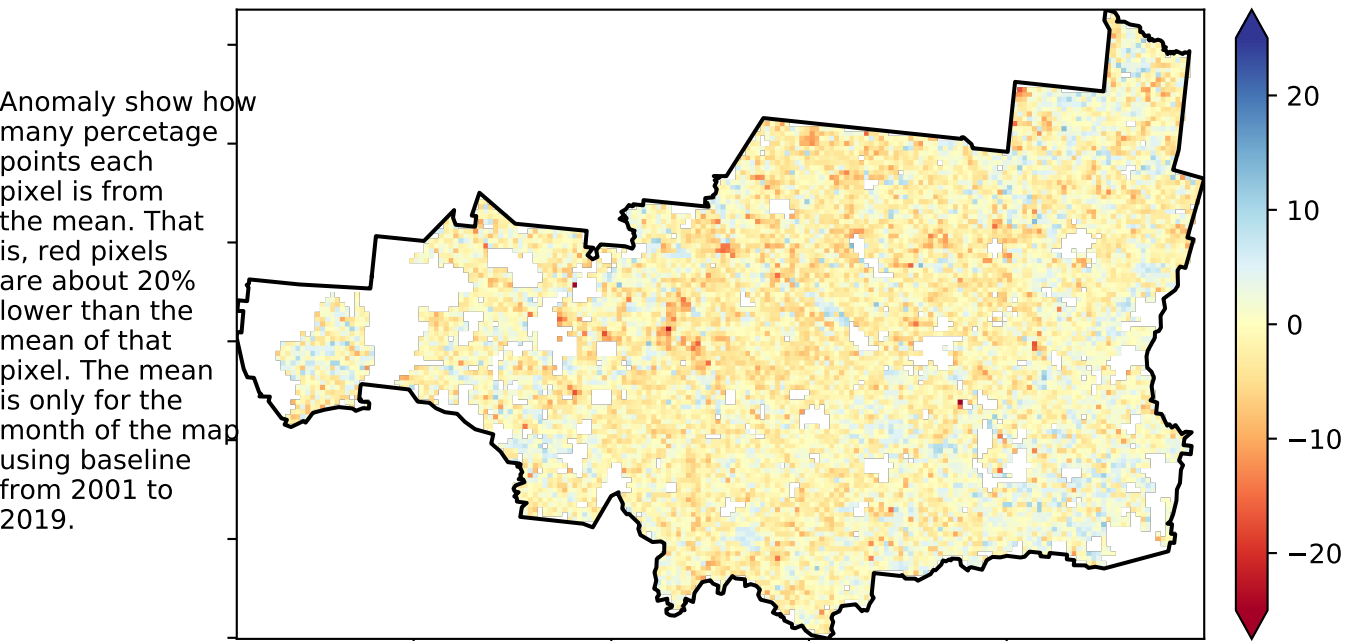 Anomaly show how
many percetage
points each
pixel is from
the mean. That
is, red pixels
are about 20%
lower than the
mean of that
pixel. The mean
is only for the
month of the map
using baseline
from 2001 to
2019.
20
10
0
−10
−20